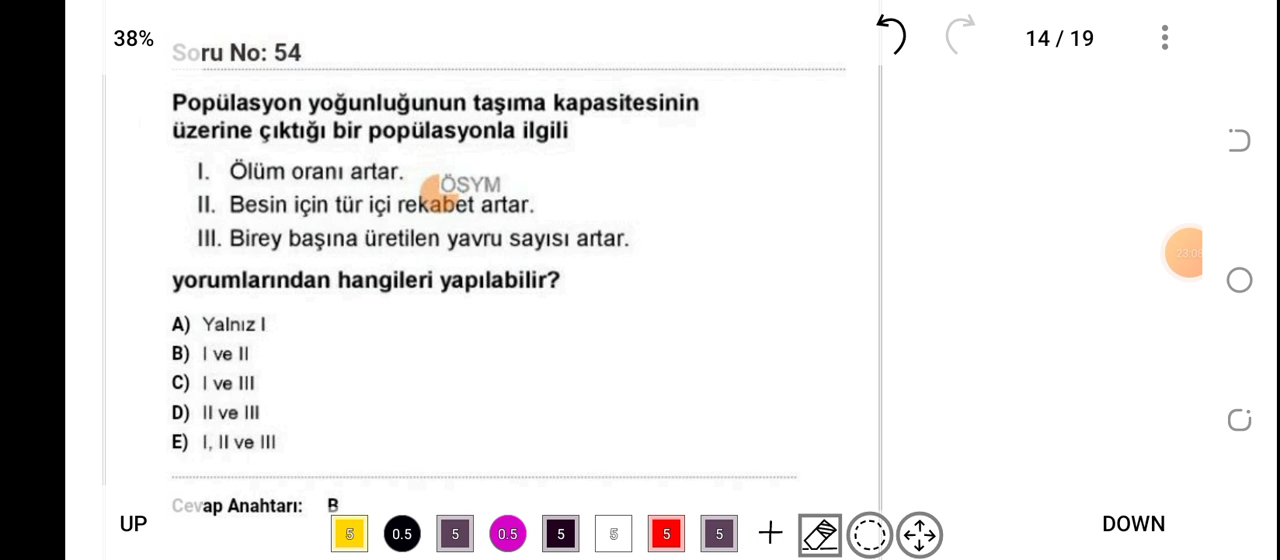 38%
Soru No: 54
14 / 19
Popülasyon yoğunluğunun taşıma kapasitesinin
üzerine çıktığı bir popülasyonla ilgili
I. Ölüm oranı artar.
ÖSYM
II. Besin için tür içi rekabet artar.
III. Birey başına üretilen yavru sayısı artar.
23:08
yorumlarından hangileri yapılabilir?
A) Yalnız I
B) I ve II
C) I ve III
D) II ve III
E) I, II ve III
Cevap Anahtarı: B
UP
5 0.5 5 0.5 5 5 5 5
DOWN